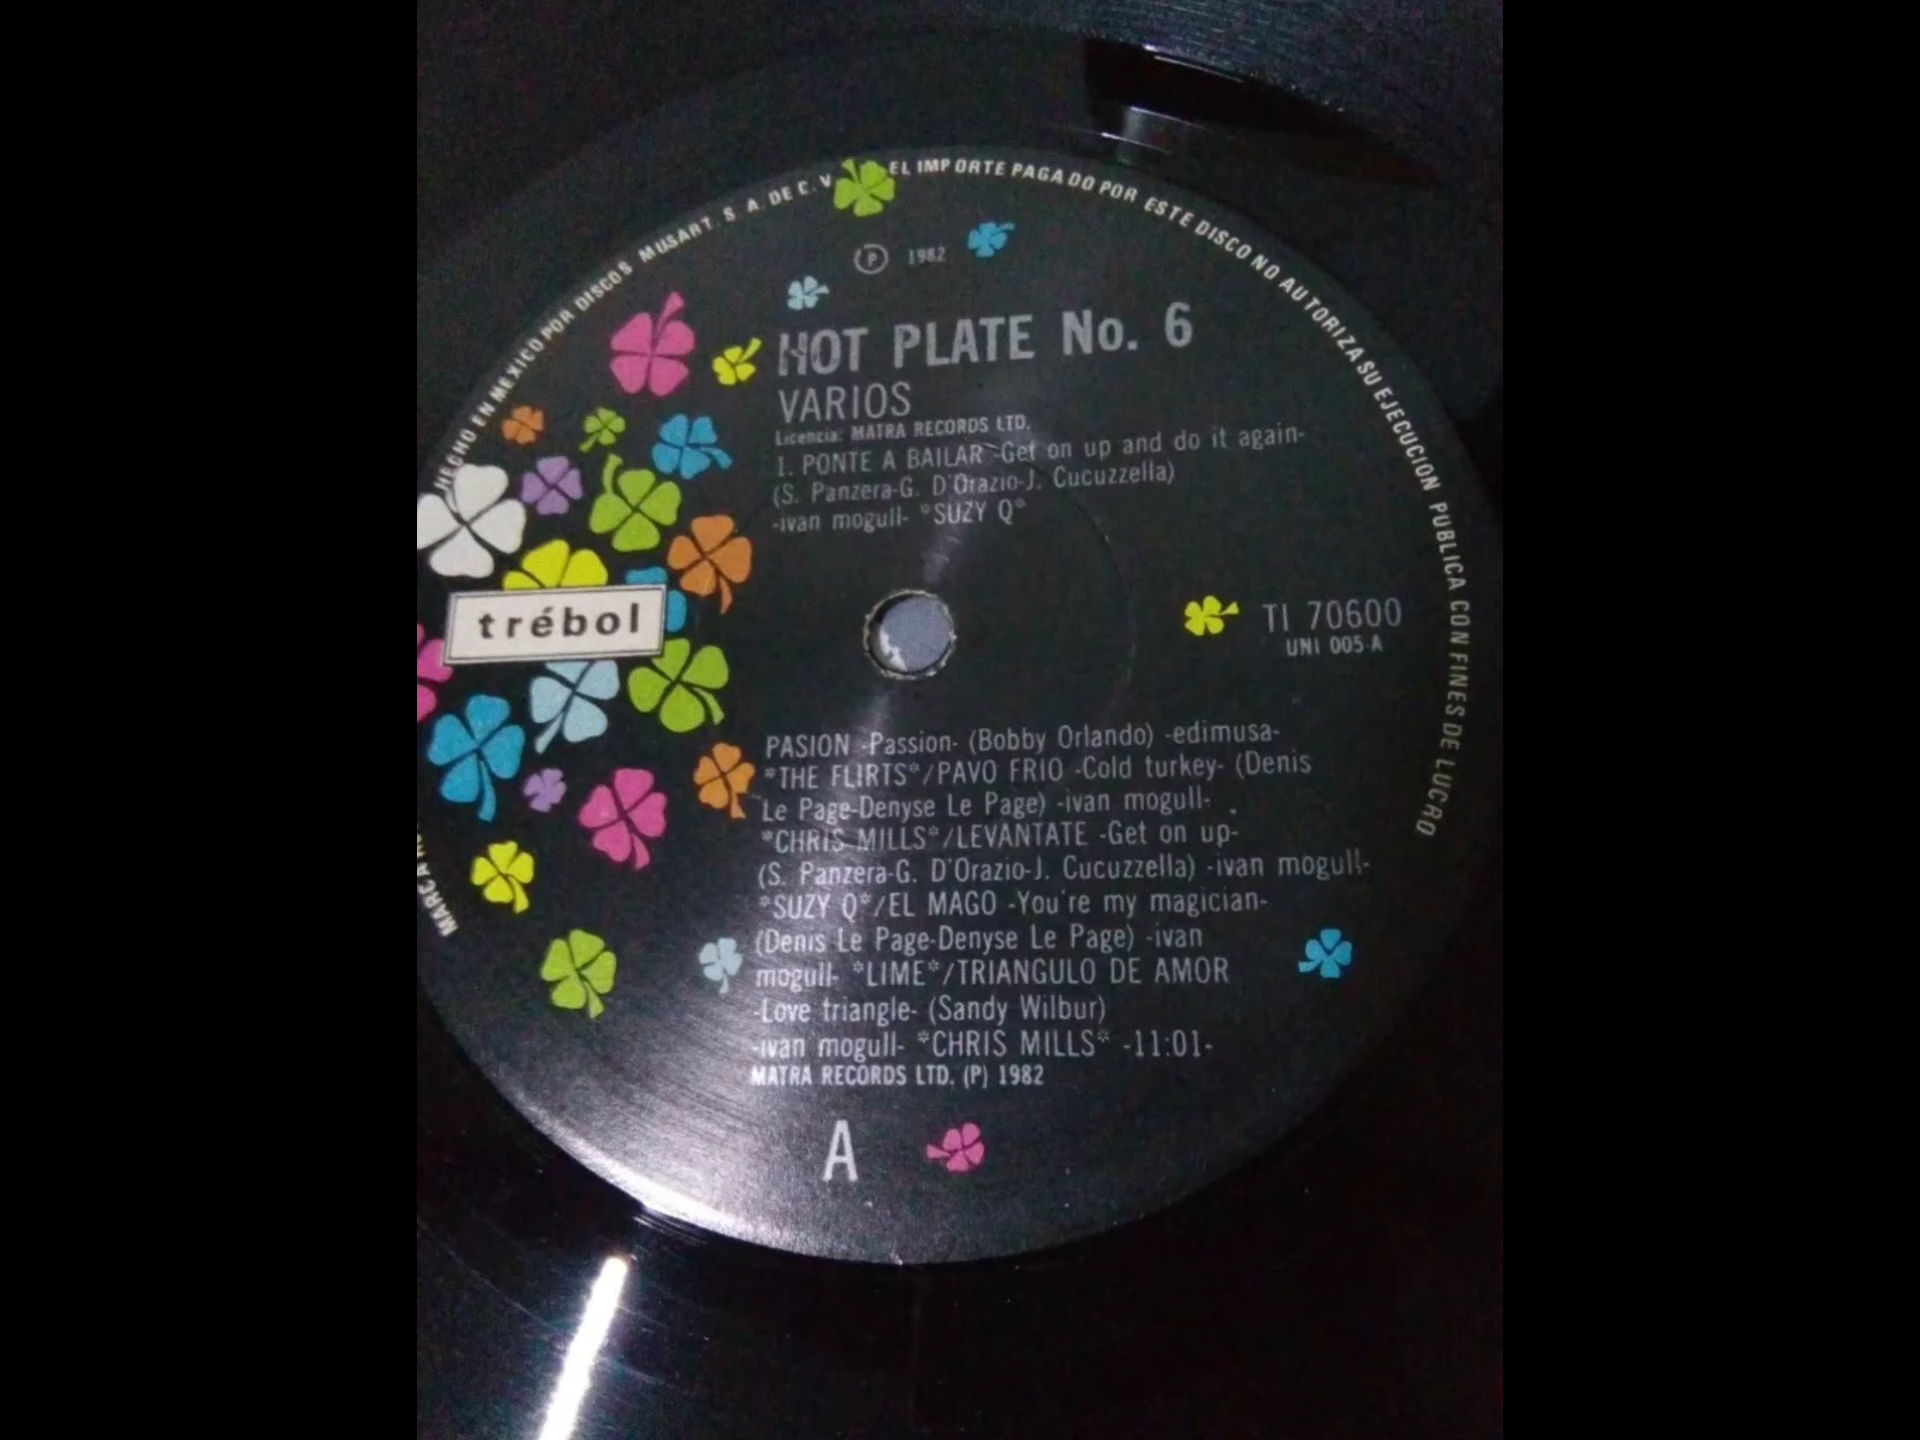 HECHO EN MEXICO POR DISCOS MUSART. S. A. DE C. V.
EL IMPORTE PAGADO POR ESTE DISCO NO AUTORIZA SU EJECUCION PUBLICA CON FINES DE LUCRO
℗ 1982
HOT PLATE No. 6
VARIOS
Licencia: MATRA RECORDS LTD.
1. PONTE A BAILAR -Get on up and do it again-
(S. Panzera-G. D'Orazio-J. Cucuzzella)
-ivan mogull- *SUZY Q*
trébol
TI 70600
UNI 005-A
PASION -Passion- (Bobby Orlando) -edimusa-
*THE FLIRTS*/PAVO FRIO -Cold turkey- (Denis
Le Page-Denyse Le Page) -ivan mogull-
*CHRIS MILLS*/LEVANTATE -Get on up-
(S. Panzera-G. D'Orazio-J. Cucuzzella) -ivan mogull-
*SUZY Q*/EL MAGO -You're my magician-
(Denis Le Page-Denyse Le Page) -ivan
mogull- *LIME*/TRIANGULO DE AMOR
-Love triangle- (Sandy Wilbur)
-ivan mogull- *CHRIS MILLS* -11:01-
MATRA RECORDS LTD. (P) 1982
A